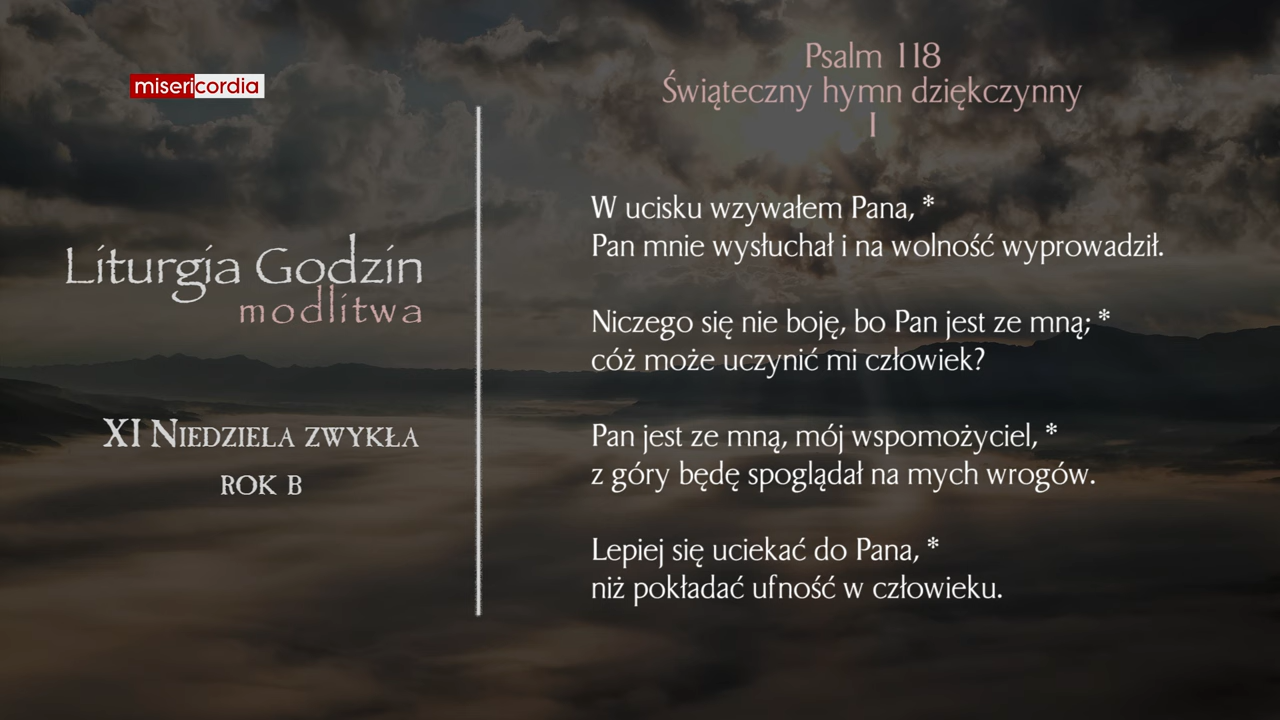 misericordia
Liturgia Godzin
modlitwa
XI Niedziela zwykła
rok B
Psalm 118
Świąteczny hymn dziękczynny
I
W ucisku wzywałem Pana, *
Pan mnie wysłuchał i na wolność wyprowadził.
Niczego się nie boję, bo Pan jest ze mną; *
cóż może uczynić mi człowiek?
Pan jest ze mną, mój wspomożyciel, *
z góry będę spoglądał na mych wrogów.
Lepiej się uciekać do Pana, *
niż pokładać ufność w człowieku.